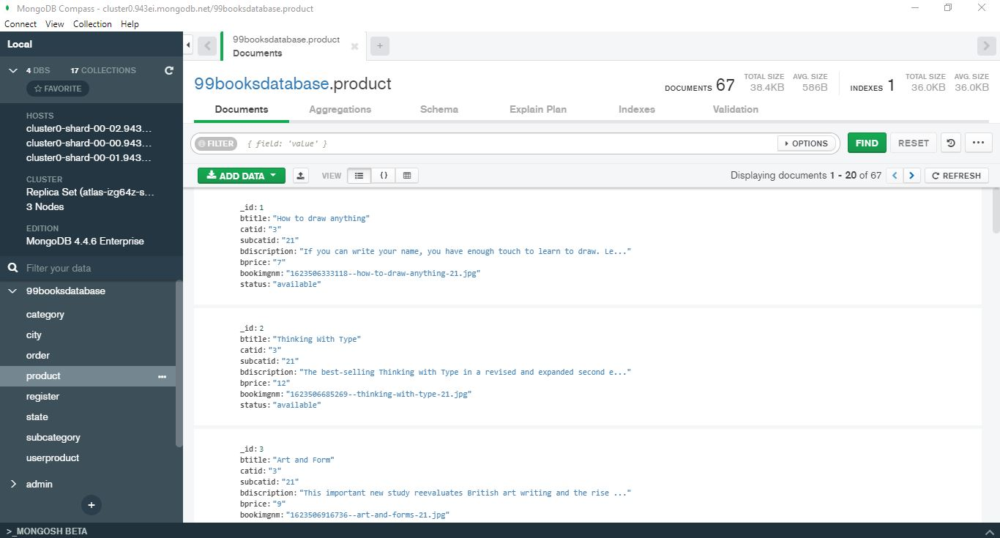 MongoDB Compass - cluster0.943ei.mongodb.net/99booksdatabase.product
Connect View Collection Help
Local
4 DBS 17 COLLECTIONS
FAVORITE
HOSTS
cluster0-shard-00-02.943...
cluster0-shard-00-00.943...
cluster0-shard-00-01.943...
CLUSTER
Replica Set (atlas-izg64z-s...
3 Nodes
EDITION
MongoDB 4.4.6 Enterprise
Filter your data
99booksdatabase
category
city
order
product
register
state
subcategory
userproduct
admin
+
>_MONGOSH BETA
99booksdatabase.product
Documents
+
99booksdatabase.product
DOCUMENTS 67 TOTAL SIZE 38.4KB AVG. SIZE 586B INDEXES 1 TOTAL SIZE 36.0KB AVG. SIZE 36.0KB
Documents Aggregations Schema Explain Plan Indexes Validation
FILTER { field: 'value' } OPTIONS FIND RESET
ADD DATA VIEW {} Displaying documents 1 - 20 of 67 REFRESH
_id: 1
btitle: "How to draw anything"
catid: "3"
subcatid: "21"
bdiscription: "If you can write your name, you have enough touch to learn to draw. Le..."
bprice: "7"
bookimgnm: "1623506333118--how-to-draw-anything-21.jpg"
status: "available"
_id: 2
btitle: "Thinking With Type"
catid: "3"
subcatid: "21"
bdiscription: "The best-selling Thinking with Type in a revised and expanded second e..."
bprice: "12"
bookimgnm: "1623506685269--thinking-with-type-21.jpg"
status: "available"
_id: 3
btitle: "Art and Form"
catid: "3"
subcatid: "21"
bdiscription: "This important new study reevaluates British art writing and the rise ..."
bprice: "9"
bookimgnm: "1623506916736--art-and-forms-21.jpg"